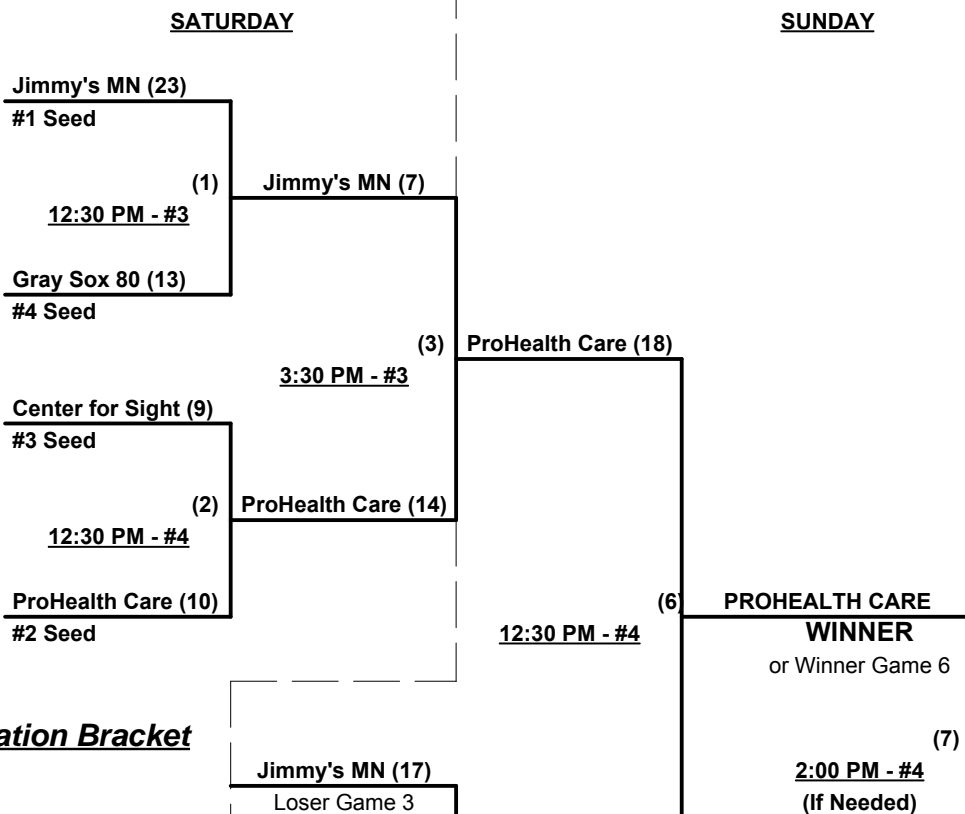 SATURDAY
SUNDAY
Jimmy's MN (23)
#1 Seed
(1)
Jimmy's MN (7)
12:30 PM - #3
Gray Sox 80 (13)
#4 Seed
(3)
ProHealth Care (18)
3:30 PM - #3
Center for Sight (9)
#3 Seed
(2)
ProHealth Care (14)
12:30 PM - #4
ProHealth Care (10)
#2 Seed
(6)
PROHEALTH CARE
12:30 PM - #4
WINNER
or Winner Game 6
ation Bracket
(7)
Jimmy's MN (17)
2:00 PM - #4
Loser Game 3
(If Needed)